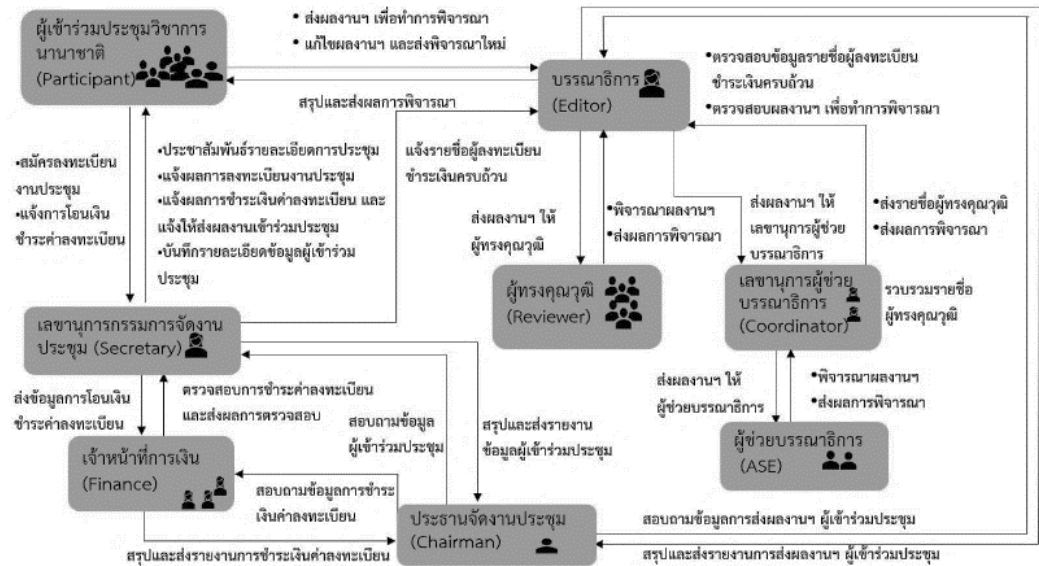 ผู้เข้าร่วมประชุมวิชาการ
นานาชาติ
(Participant)
• ส่งผลงานฯ เพื่อทำการพิจารณา
• แก้ไขผลงานฯ และส่งพิจารณาใหม่
สรุปและส่งผลการพิจารณา
บรรณาธิการ
(Editor)
•ตรวจสอบข้อมูลรายชื่อผู้ลงทะเบียน
ชำระเงินครบถ้วน
•ตรวจสอบผลงานฯ เพื่อทำการพิจารณา
•สมัครลงทะเบียน
งานประชุม
•แจ้งการโอนเงิน
ชำระค่าลงทะเบียน
•ประชาสัมพันธ์รายละเอียดการประชุม
•แจ้งผลการลงทะเบียนงานประชุม
•แจ้งผลการชำระเงินค่าลงทะเบียน และ
แจ้งให้ส่งผลงานเข้าร่วมประชุม
•บันทึกรายละเอียดข้อมูลผู้เข้าร่วม
ประชุม
แจ้งรายชื่อผู้ลงทะเบียน
ชำระเงินครบถ้วน
ส่งผลงานฯ ให้
ผู้ทรงคุณวุฒิ
•พิจารณาผลงานฯ
•ส่งผลการพิจารณา
ส่งผลงานฯ ให้
เลขานุการผู้ช่วย
บรรณาธิการ
•ส่งรายชื่อผู้ทรงคุณวุฒิ
•ส่งผลการพิจารณา
ผู้ทรงคุณวุฒิ
(Reviewer)
เลขานุการผู้ช่วย
บรรณาธิการ
(Coordinator)
รวบรวมรายชื่อ
ผู้ทรงคุณวุฒิ
เลขานุการกรรมการจัดงาน
ประชุม (Secretary)
ส่งข้อมูลการโอนเงิน
ชำระค่าลงทะเบียน
ตรวจสอบการชำระค่าลงทะเบียน
และส่งผลการตรวจสอบ
สอบถามข้อมูล
ผู้เข้าร่วมประชุม
สรุปและส่งรายงาน
ข้อมูลผู้เข้าร่วมประชุม
ส่งผลงานฯ ให้
ผู้ช่วยบรรณาธิการ
•พิจารณาผลงานฯ
•ส่งผลการพิจารณา
เจ้าหน้าที่การเงิน
(Finance)
สอบถามข้อมูลการชำระ
เงินค่าลงทะเบียน
ผู้ช่วยบรรณาธิการ
(ASE)
ประธานจัดงานประชุม
(Chairman)
สอบถามข้อมูลการส่งผลงานฯ ผู้เข้าร่วมประชุม
สรุปและส่งรายงานการชำระเงินค่าลงทะเบียน
สรุปและส่งรายงานการส่งผลงานฯ ผู้เข้าร่วมประชุม